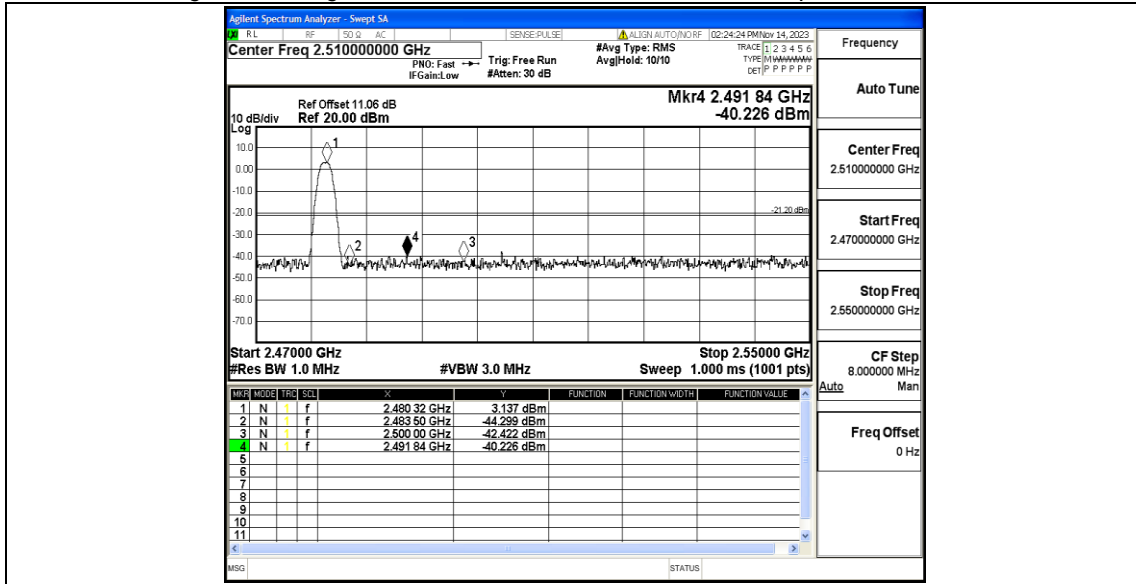 Agilent Spectrum Analyzer - Swept SA
RL RF 50 Ω AC SENSE:PULSE ALIGN AUTO/NO RF 02:24:24 PM Nov 14, 2023
Center Freq 2.510000000 GHz
PNO: Fast
IFGain:Low
Trig: Free Run
#Atten: 30 dB
#Avg Type: RMS
Avg|Hold: 10/10
TRACE 1 2 3 4 5 6
TYPE M WWWWW
DET P P P P P P
Mkr4 2.491 84 GHz
-40.226 dBm
Ref Offset 11.06 dB
10 dB/div Ref 20.00 dBm
Log
10.0
0.00
-10.0
-20.0
-30.0
-40.0
-50.0
-60.0
-70.0
1
2
4
3
-21.20 dBm
Start 2.47000 GHz Stop 2.55000 GHz
#Res BW 1.0 MHz #VBW 3.0 MHz Sweep 1.000 ms (1001 pts)
MKR MODE TRC SCL X Y FUNCTION FUNCTION WIDTH FUNCTION VALUE
1 N 1 f 2.480 32 GHz 3.137 dBm
2 N 1 f 2.483 50 GHz -44.299 dBm
3 N 1 f 2.500 00 GHz -42.422 dBm
4 N 1 f 2.491 84 GHz -40.226 dBm
5
6
7
8
9
10
11
MSG STATUS
Frequency
Auto Tune
Center Freq
2.510000000 GHz
Start Freq
2.470000000 GHz
Stop Freq
2.550000000 GHz
CF Step
8.000000 MHz
Auto Man
Freq Offset
0 Hz